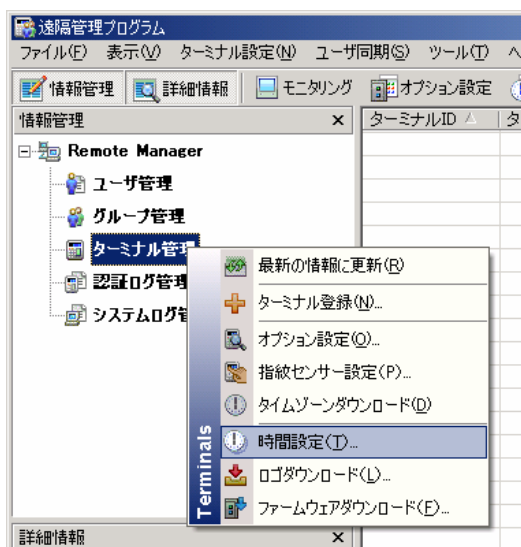 遠隔管理プログラム
ファイル(F) 表示(V) ターミナル設定(N) ユーザ同期(S) ツール(T) ヘ
情報管理 詳細情報 モニタリング オプション設定
情報管理 × ターミナルID タ
Remote Manager
ユーザ管理
グループ管理
ターミナル管理
認証ログ管理
システムログ管
最新の情報に更新(R)
ターミナル登録(N)...
オプション設定(O)...
指紋センサー設定(P)...
タイムゾーンダウンロード(D)
時間設定(T)...
ロゴダウンロード(L)...
ファームウェアダウンロード(F)...
Terminals
詳細情報 ×